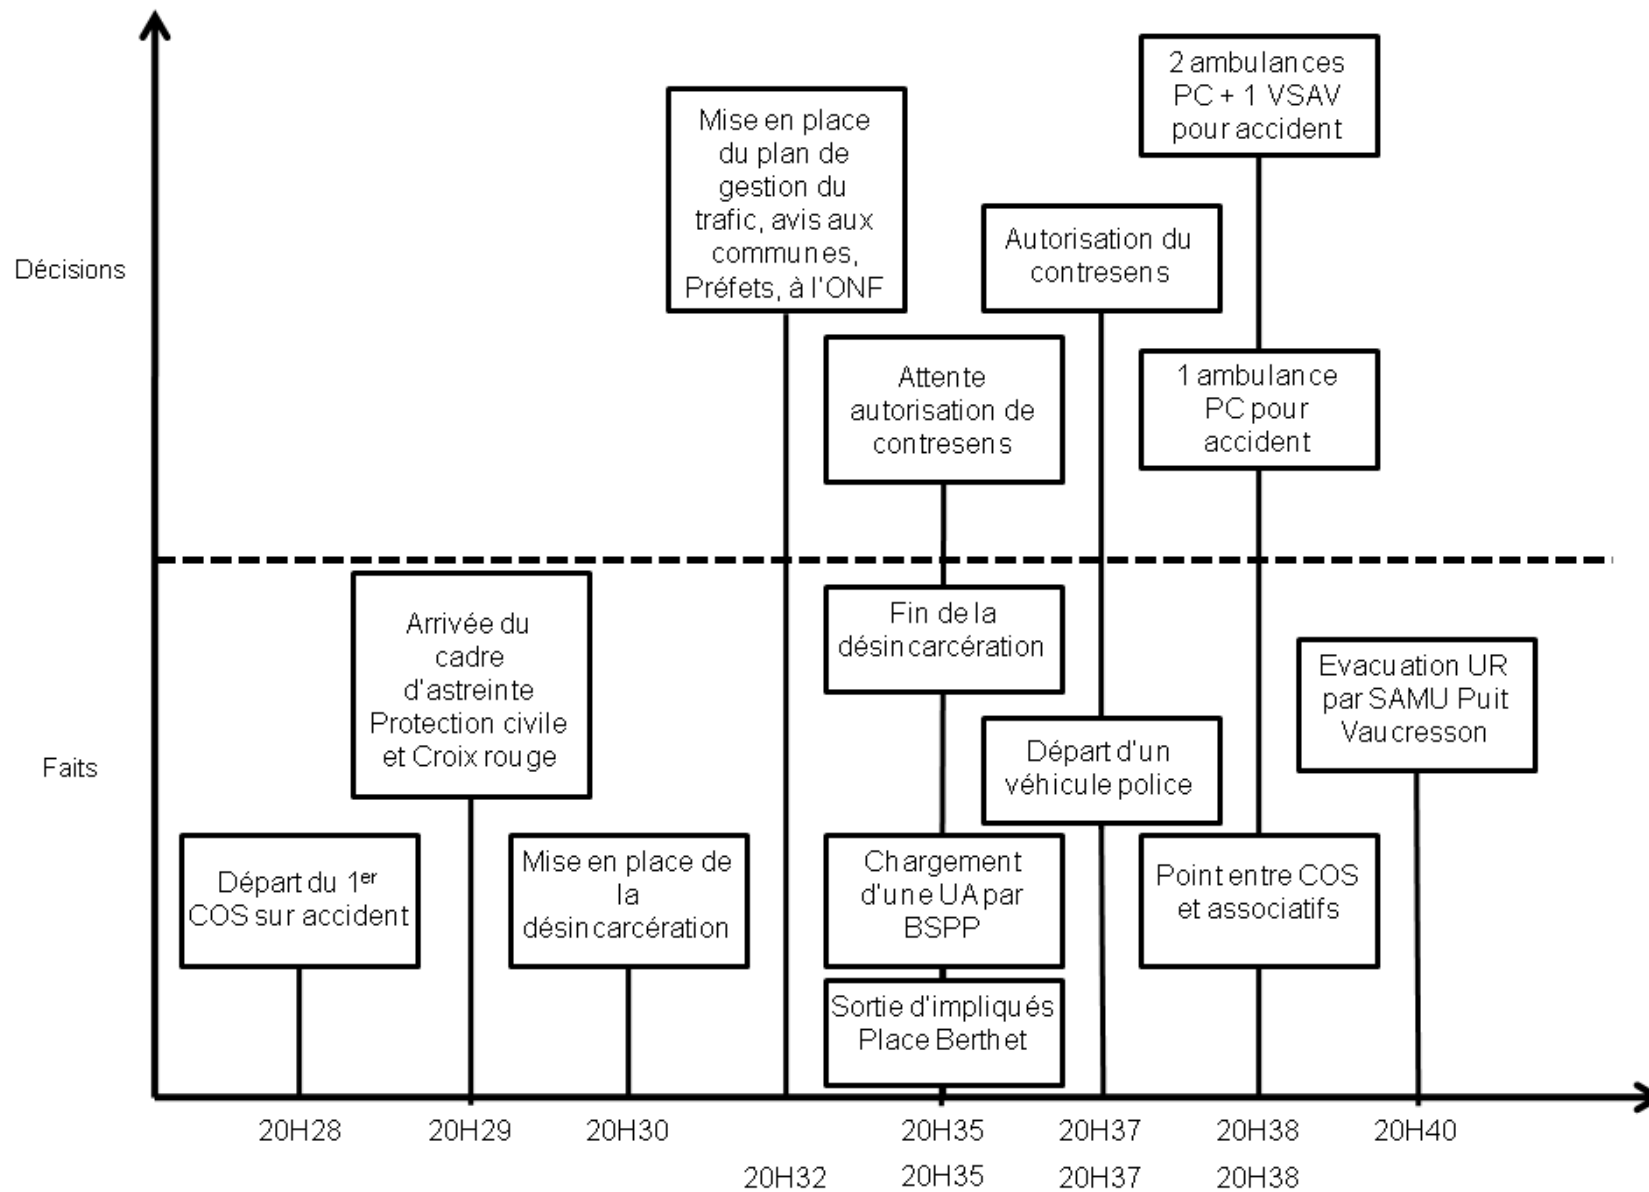 2 ambulances
PC + 1 VSAV
pour accident
Mise en place
du plan de
gestion du
trafic, avis aux
communes,
Préfets, à l'ONF
Autorisation du
contresens
Décisions
Attente
autorisation de
contresens
1 ambulance
PC pour
accident
Arrivée du
cadre
d'astreinte
Protection civile
et Croix rouge
Fin de la
désincarcération
Evacuation UR
par SAMU Puit
Vaucresson
Faits
Départ d'un
véhicule police
Départ du 1er
COS sur accident
Mise en place de
la
désincarcération
Chargement
d'une UA par
BSPP
Point entre COS
et associatifs
Sortie d'impliqués
Place Berthet
20H28 20H29 20H30 20H35 20H37 20H38 20H40
20H32 20H35 20H37 20H38